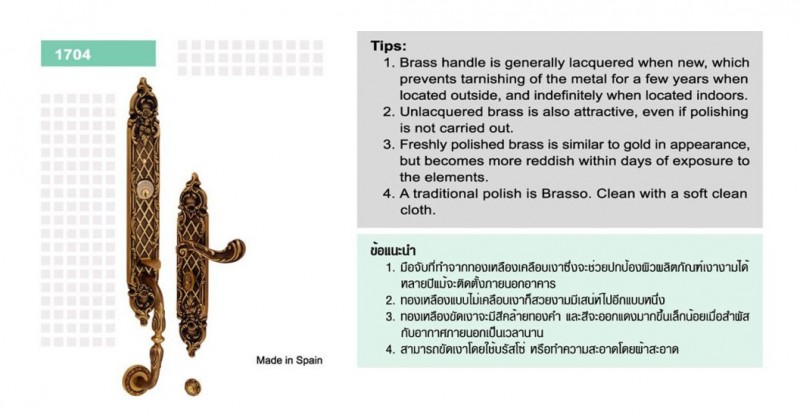 1704
Tips:
1. Brass handle is generally lacquered when new, which
prevents tarnishing of the metal for a few years when
located outside, and indefinitely when located indoors.
2. Unlacquered brass is also attractive, even if polishing
is not carried out.
3. Freshly polished brass is similar to gold in appearance,
but becomes more reddish within days of exposure to
the elements.
4. A traditional polish is Brasso. Clean with a soft clean
cloth.
ข้อแนะนำ
1. มือจับที่ทำจากทองเหลืองเคลือบเงาซึ่งจะช่วยปกป้องผิวผลิตภัณฑ์เงางามได้
หลายปีแม้จะติดตั้งภายนอกอาคาร
2. ทองเหลืองแบบไม่เคลือบเงาก็สวยงามมีเสน่ห์ไปอีกแบบหนึ่ง
3. ทองเหลืองขัดเงาจะมีสีคล้ายทองคำ และสีจะออกแดงมากขึ้นเล็กน้อยเมื่อสัมผัส
กับอากาศภายนอกเป็นเวลานาน
4. สามารถขัดเงาโดยใช้บรัสโซ่ หรือทำความสะอาดโดยผ้าสะอาด
Made in Spain